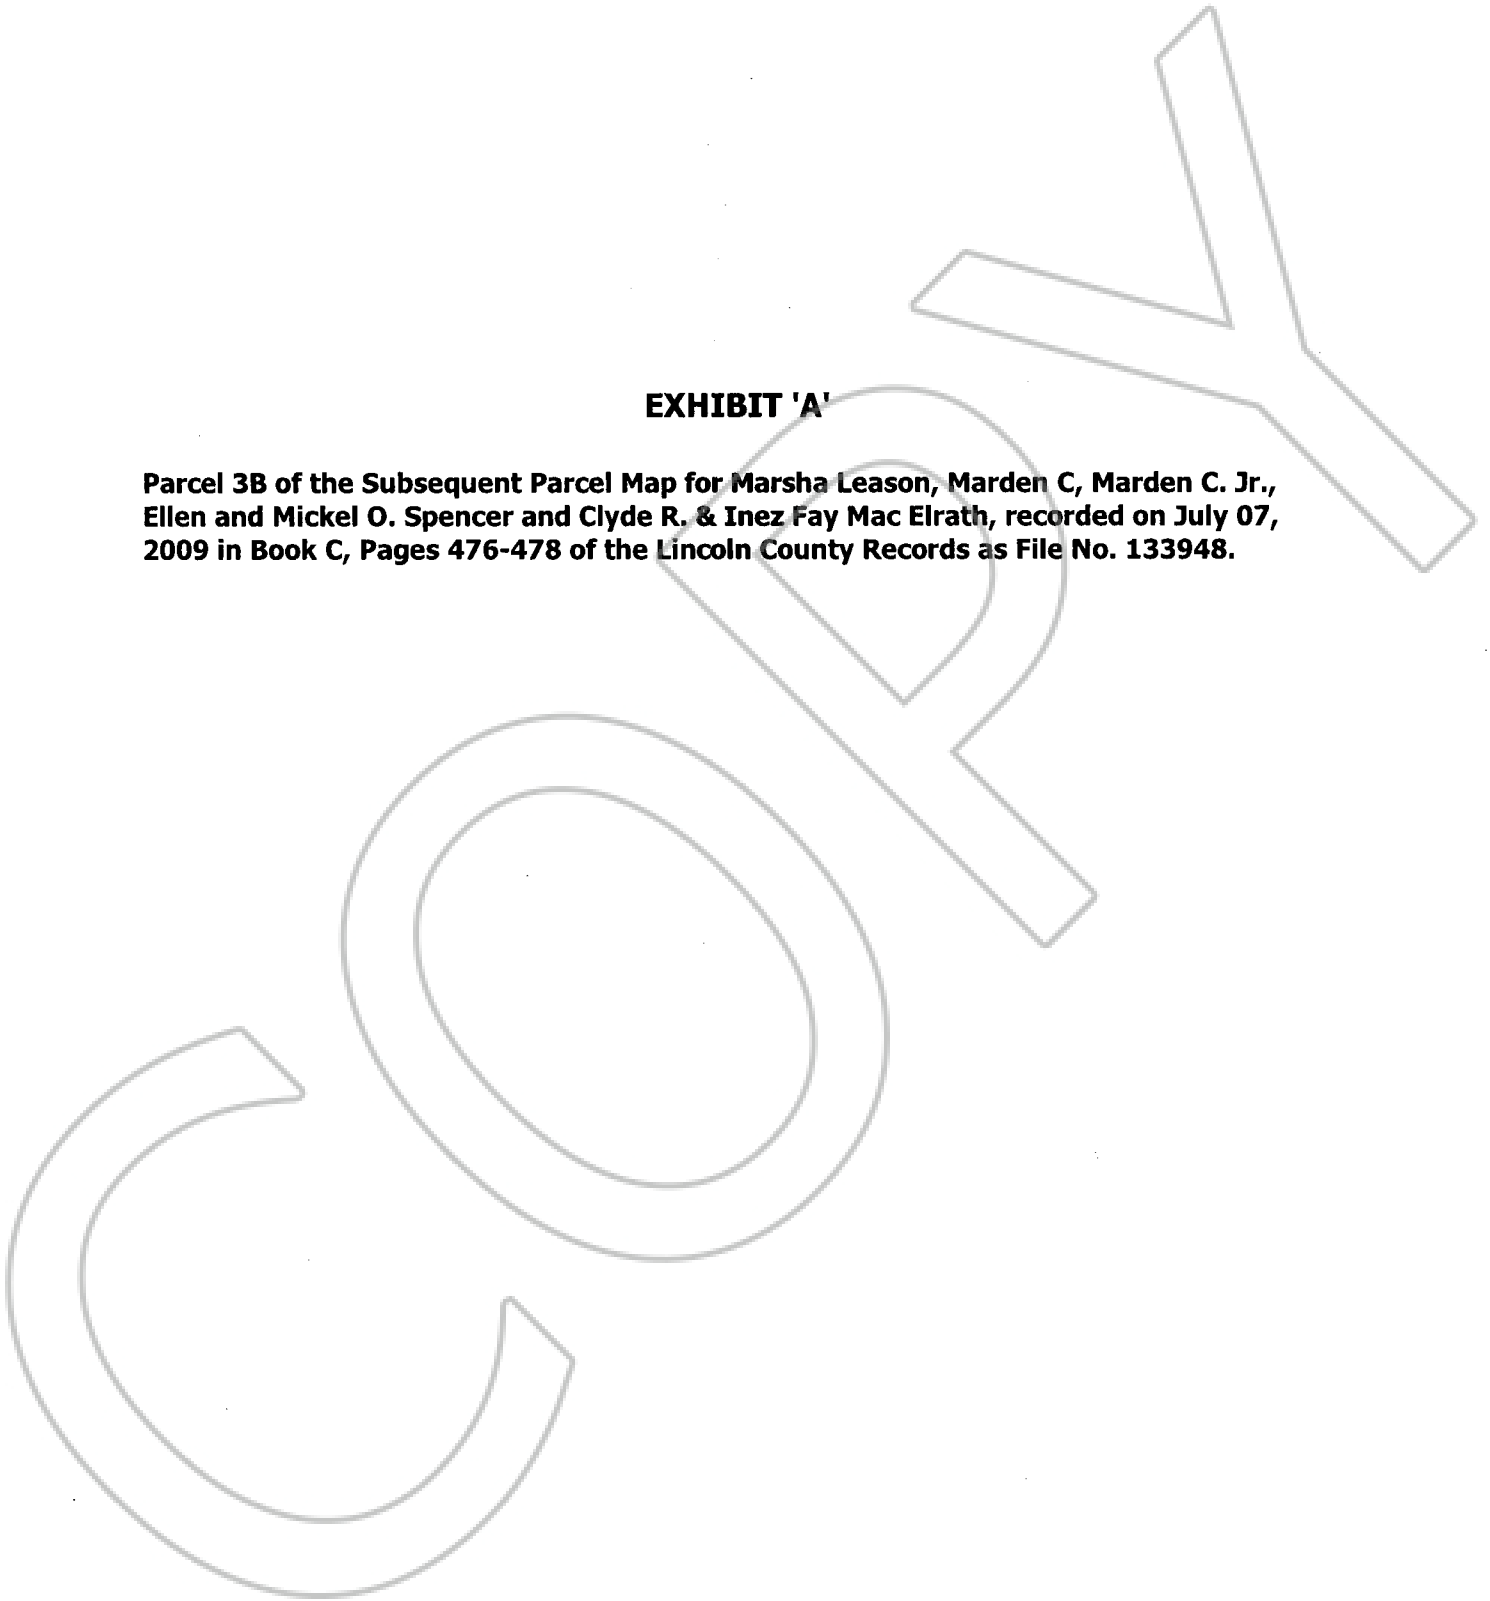 EXHIBIT 'A'
Parcel 3B of the Subsequent Parcel Map for Marsha Leason, Marden C, Marden C. Jr.,
Ellen and Mickel O. Spencer and Clyde R. & Inez Fay Mac Elrath, recorded on July 07,
2009 in Book C, Pages 476-478 of the Lincoln County Records as File No. 133948.
COPY